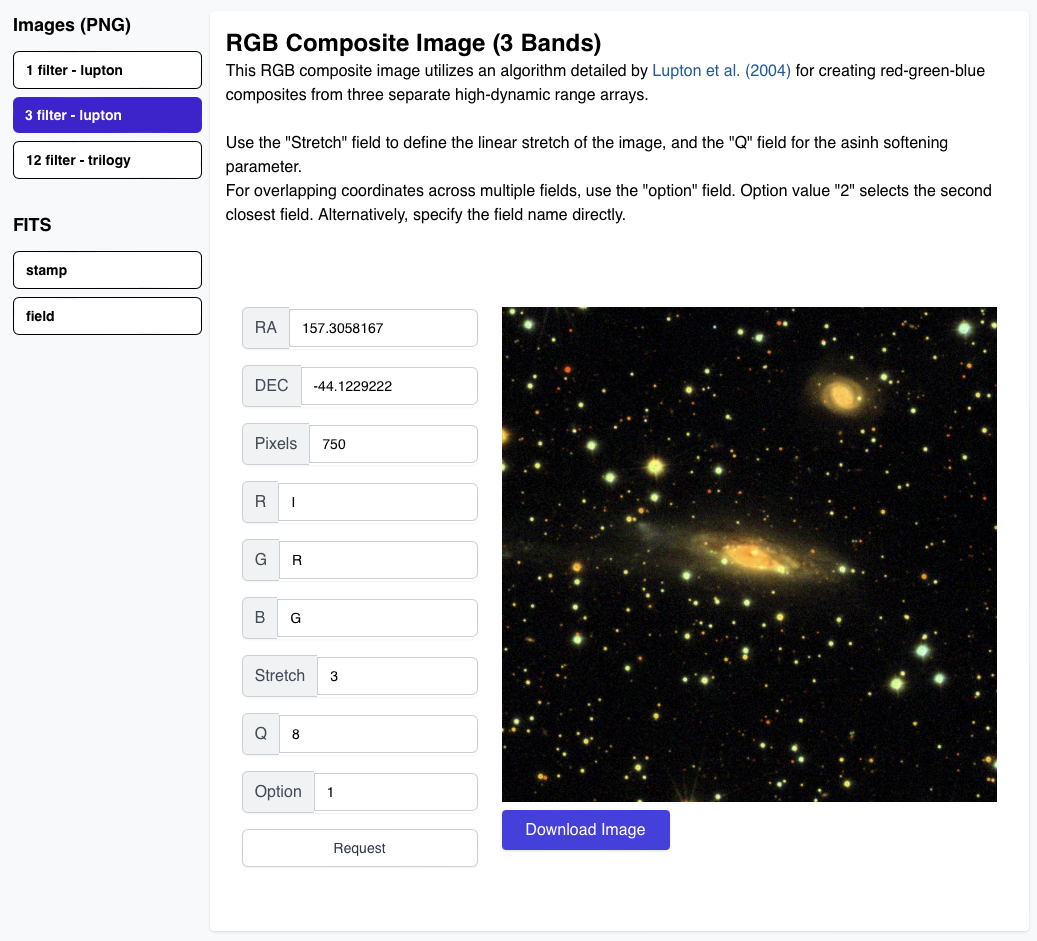 Images (PNG)
1 filter - lupton
3 filter - lupton
12 filter - trilogy
FITS
stamp
field
RGB Composite Image (3 Bands)
This RGB composite image utilizes an algorithm detailed by Lupton et al. (2004) for creating red-green-blue
composites from three separate high-dynamic range arrays.
Use the "Stretch" field to define the linear stretch of the image, and the "Q" field for the asinh softening
parameter.
For overlapping coordinates across multiple fields, use the "option" field. Option value "2" selects the second
closest field. Alternatively, specify the field name directly.
RA 157.3058167
DEC -44.1229222
Pixels 750
R I
G R
B G
Stretch 3
Q 8
Option 1
Request
Download Image